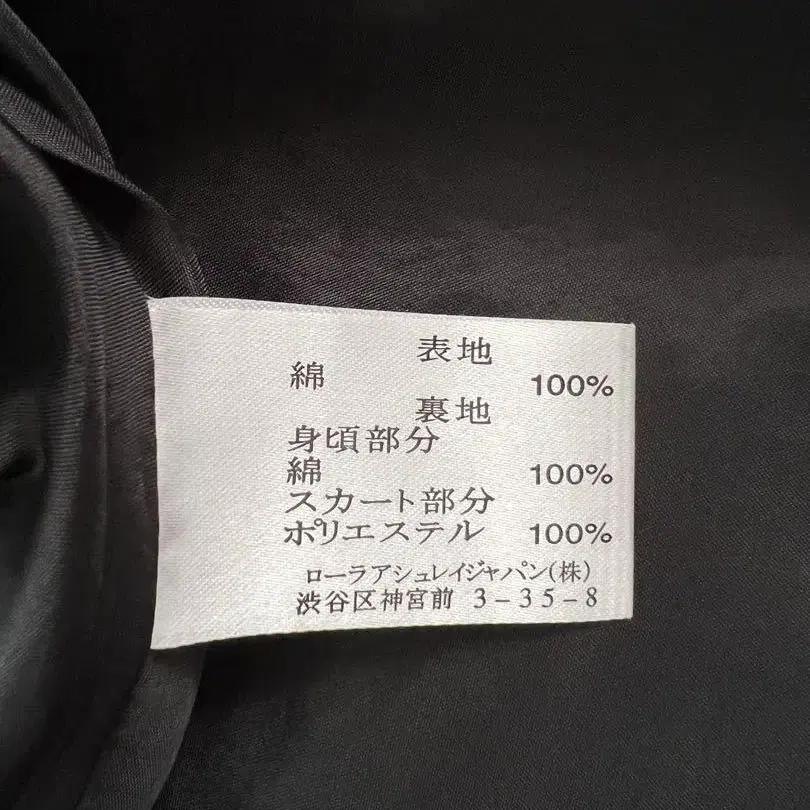 表地
綿 100%
裏地
身頃部分
綿 100%
スカート部分
ポリエステル 100%
ローラアシュレイジャパン(株)
渋谷区神宮前 3-35-8